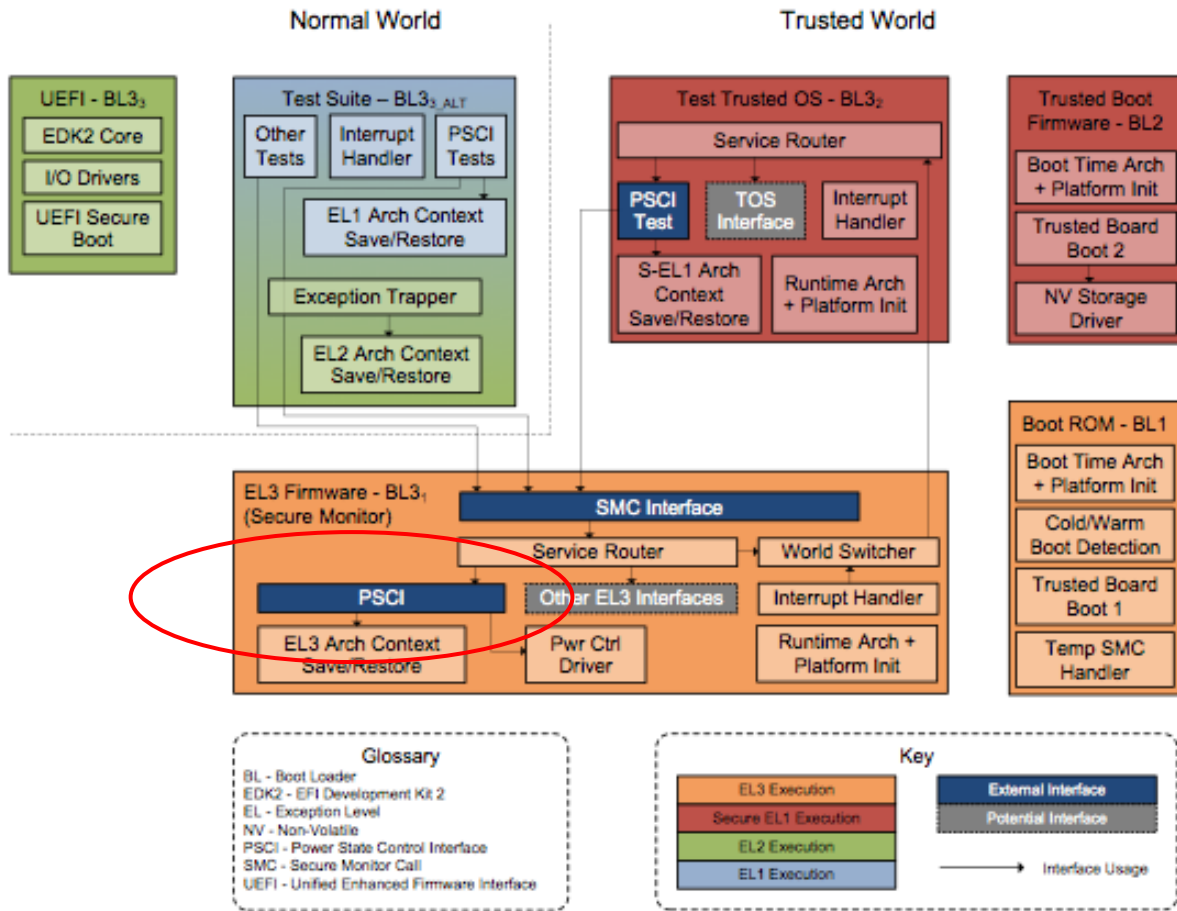 Normal World
Trusted World
UEFI - BL3₃
EDK2 Core
I/O Drivers
UEFI Secure
Boot
Test Suite – BL3₃_ALT
Other
Tests
Interrupt
Handler
PSCI
Tests
EL1 Arch Context
Save/Restore
Exception Trapper
EL2 Arch Context
Save/Restore
Test Trusted OS - BL3₂
Service Router
PSCI
Test
TOS
Interface
Interrupt
Handler
S-EL1 Arch
Context
Save/Restore
Runtime Arch
+ Platform Init
Trusted Boot
Firmware - BL2
Boot Time Arch
+ Platform Init
Trusted Board
Boot 2
NV Storage
Driver
EL3 Firmware - BL3₁
(Secure Monitor)
SMC Interface
Service Router
World Switcher
PSCI
Other EL3 Interfaces
Interrupt Handler
EL3 Arch Context
Save/Restore
Pwr Ctrl
Driver
Runtime Arch +
Platform Init
Boot ROM - BL1
Boot Time Arch
+ Platform Init
Cold/Warm
Boot Detection
Trusted Board
Boot 1
Temp SMC
Handler
Glossary
BL - Boot Loader
EDK2 - EFI Development Kit 2
EL - Exception Level
NV - Non-Volatile
PSCI - Power State Control Interface
SMC - Secure Monitor Call
UEFI - Unified Enhanced Firmware Interface
Key
EL3 Execution
Secure EL1 Execution
EL2 Execution
EL1 Execution
External Interface
Potential Interface
Interface Usage